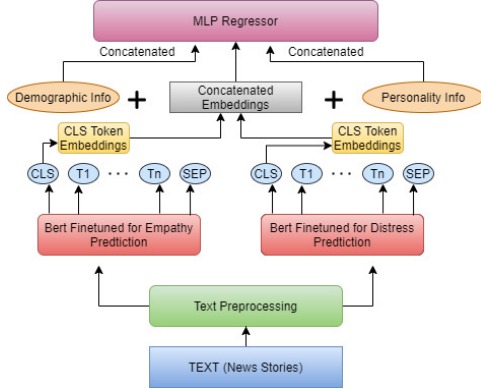 MLP Regressor
Concatenated
Concatenated
Demographic Info
+
Concatenated
Embeddings
+
Personality Info
CLS Token
Embeddings
CLS Token
Embeddings
CLS
T1
· · ·
Tn
SEP
CLS
T1
· · ·
Tn
SEP
Bert Finetuned for Empathy
Predtiction
Bert Finetuned for Distress
Prediction
Text Preprocessing
TEXT (News Stories)